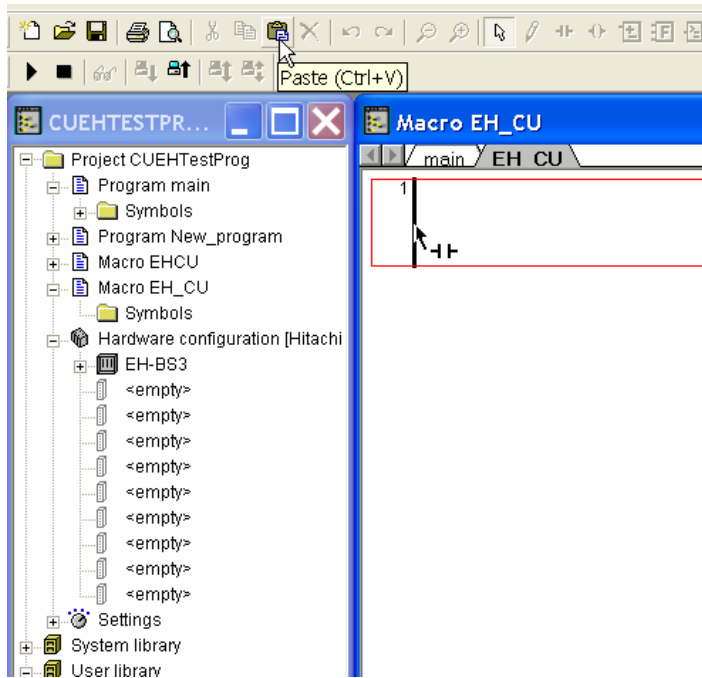 Paste (Ctrl+V)
CUEHTESTPR...
Project CUEHTestProg
Program main
Symbols
Program New_program
Macro EHCU
Macro EH_CU
Symbols
Hardware configuration [Hitachi
EH-BS3
<empty>
<empty>
<empty>
<empty>
<empty>
<empty>
<empty>
<empty>
<empty>
Settings
System library
User library
Macro EH_CU
main EH CU
1